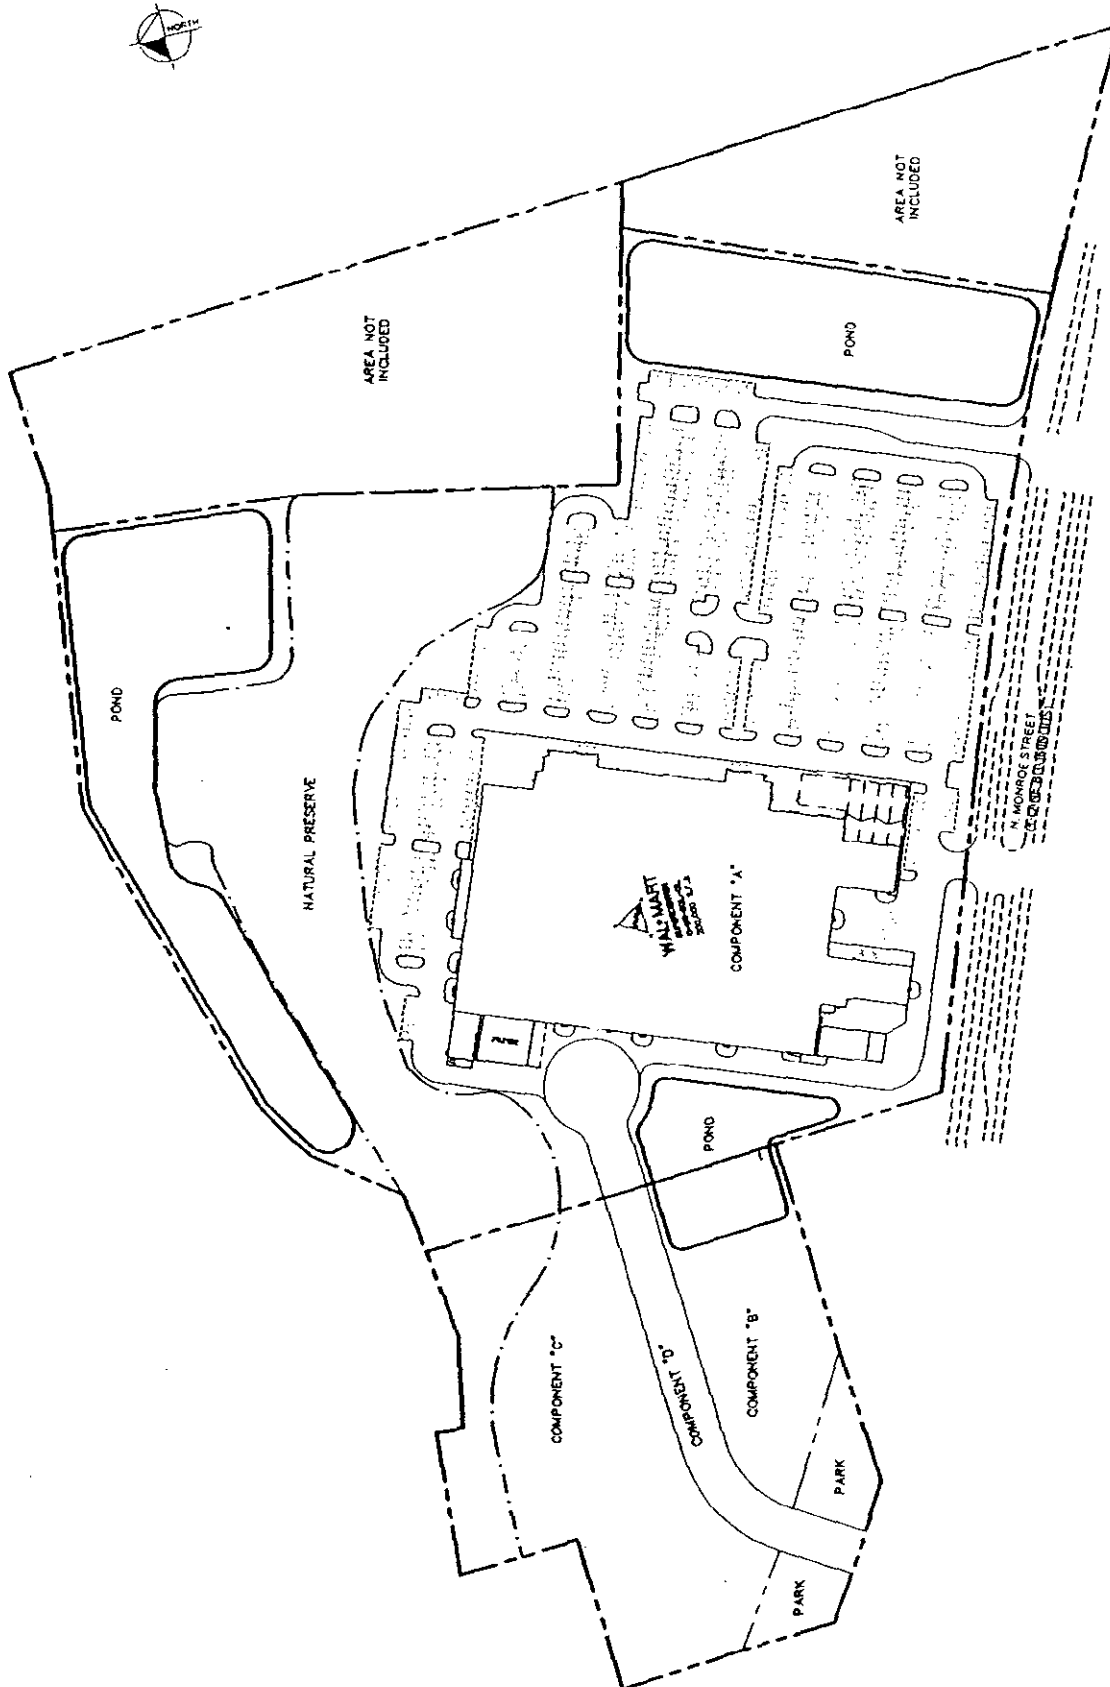 NORTH
AREA NOT
INCLUDED
AREA NOT
INCLUDED
POND
POND
NATURAL PRESERVE
WAL★MART
COMPONENT "A"
N. MONROE STREET
POND
COMPONENT "C"
COMPONENT "D"
COMPONENT "B"
PARK
PARK